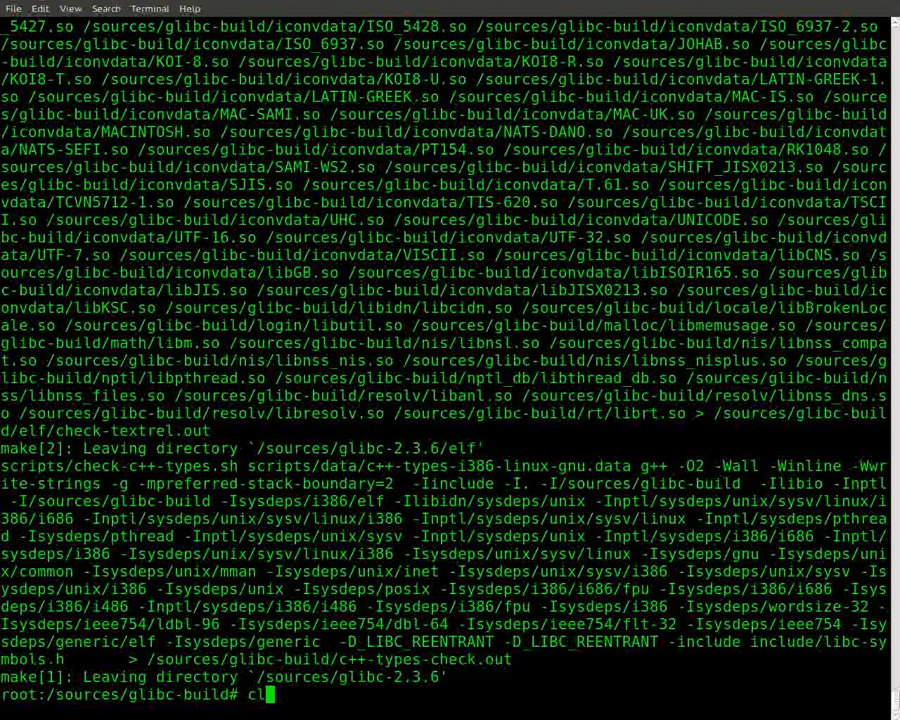 File Edit View Search Terminal Help
_5427.so /sources/glibc-build/iconvdata/ISO_5428.so /sources/glibc-build/iconvdata/ISO_6937-2.so
/sources/glibc-build/iconvdata/ISO_6937.so /sources/glibc-build/iconvdata/JOHAB.so /sources/glibc
-build/iconvdata/KOI-8.so /sources/glibc-build/iconvdata/KOI8-R.so /sources/glibc-build/iconvdata
/KOI8-T.so /sources/glibc-build/iconvdata/KOI8-U.so /sources/glibc-build/iconvdata/LATIN-GREEK-1.
so /sources/glibc-build/iconvdata/LATIN-GREEK.so /sources/glibc-build/iconvdata/MAC-IS.so /source
s/glibc-build/iconvdata/MAC-SAMI.so /sources/glibc-build/iconvdata/MAC-UK.so /sources/glibc-build
/iconvdata/MACINTOSH.so /sources/glibc-build/iconvdata/NATS-DANO.so /sources/glibc-build/iconvdat
a/NATS-SEFI.so /sources/glibc-build/iconvdata/PT154.so /sources/glibc-build/iconvdata/RK1048.so /
sources/glibc-build/iconvdata/SAMI-WS2.so /sources/glibc-build/iconvdata/SHIFT_JISX0213.so /sourc
es/glibc-build/iconvdata/SJIS.so /sources/glibc-build/iconvdata/T.61.so /sources/glibc-build/icon
vdata/TCVN5712-1.so /sources/glibc-build/iconvdata/TIS-620.so /sources/glibc-build/iconvdata/TSCI
I.so /sources/glibc-build/iconvdata/UHC.so /sources/glibc-build/iconvdata/UNICODE.so /sources/gli
bc-build/iconvdata/UTF-16.so /sources/glibc-build/iconvdata/UTF-32.so /sources/glibc-build/iconvd
ata/UTF-7.so /sources/glibc-build/iconvdata/VISCII.so /sources/glibc-build/iconvdata/libCNS.so /s
ources/glibc-build/iconvdata/libGB.so /sources/glibc-build/iconvdata/libISOIR165.so /sources/glib
c-build/iconvdata/libJIS.so /sources/glibc-build/iconvdata/libJISX0213.so /sources/glibc-build/ic
onvdata/libKSC.so /sources/glibc-build/libidn/libcidn.so /sources/glibc-build/locale/libBrokenLoc
ale.so /sources/glibc-build/login/libutil.so /sources/glibc-build/malloc/libmemusage.so /sources/
glibc-build/math/libm.so /sources/glibc-build/nis/libnsl.so /sources/glibc-build/nis/libnss_compa
t.so /sources/glibc-build/nis/libnss_nis.so /sources/glibc-build/nis/libnss_nisplus.so /sources/g
libc-build/nptl/libpthread.so /sources/glibc-build/nptl_db/libthread_db.so /sources/glibc-build/n
ss/libnss_files.so /sources/glibc-build/resolv/libanl.so /sources/glibc-build/resolv/libnss_dns.s
o /sources/glibc-build/resolv/libresolv.so /sources/glibc-build/rt/librt.so > /sources/glibc-buil
d/elf/check-textrel.out
make[2]: Leaving directory `/sources/glibc-2.3.6/elf'
scripts/check-c++-types.sh scripts/data/c++-types-i386-linux-gnu.data g++ -O2 -Wall -Winline -Wwr
ite-strings -g -mpreferred-stack-boundary=2  -Iinclude -I. -I/sources/glibc-build  -Ilibio -Inptl
 -I/sources/glibc-build -Isysdeps/i386/elf -Ilibidn/sysdeps/unix -Inptl/sysdeps/unix/sysv/linux/i
386/i686 -Inptl/sysdeps/unix/sysv/linux/i386 -Inptl/sysdeps/unix/sysv/linux -Inptl/sysdeps/pthrea
d -Isysdeps/pthread -Inptl/sysdeps/unix/sysv -Inptl/sysdeps/unix -Inptl/sysdeps/i386/i686 -Inptl/
sysdeps/i386 -Isysdeps/unix/sysv/linux/i386 -Isysdeps/unix/sysv/linux -Isysdeps/gnu -Isysdeps/uni
x/common -Isysdeps/unix/mman -Isysdeps/unix/inet -Isysdeps/unix/sysv/i386 -Isysdeps/unix/sysv -Is
ysdeps/unix/i386 -Isysdeps/unix -Isysdeps/posix -Isysdeps/i386/i686/fpu -Isysdeps/i386/i686 -Isys
deps/i386/i486 -Inptl/sysdeps/i386/i486 -Isysdeps/i386/fpu -Isysdeps/i386 -Isysdeps/wordsize-32 -
Isysdeps/ieee754/ldbl-96 -Isysdeps/ieee754/dbl-64 -Isysdeps/ieee754/flt-32 -Isysdeps/ieee754 -Isy
sdeps/generic/elf -Isysdeps/generic  -D_LIBC_REENTRANT -D_LIBC_REENTRANT -include include/libc-sy
mbols.h       > /sources/glibc-build/c++-types-check.out
make[1]: Leaving directory `/sources/glibc-2.3.6'
root:/sources/glibc-build# cl